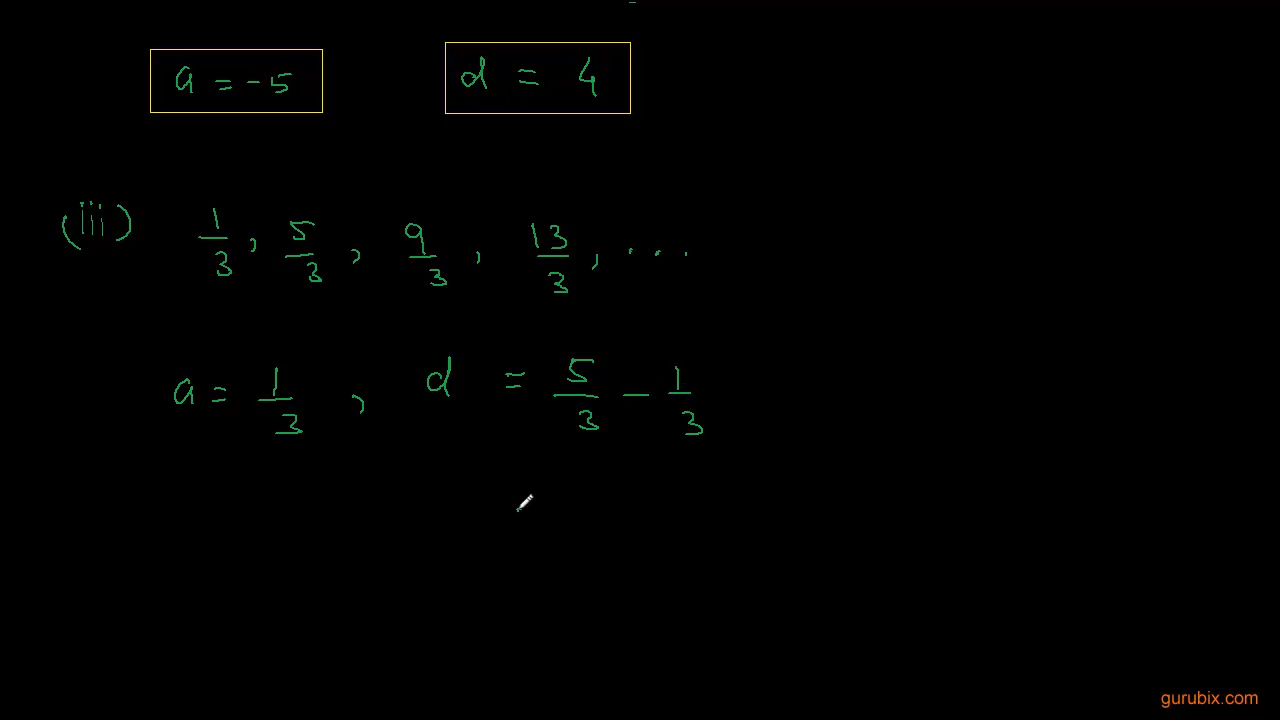 a = -5    d = 4
(iii) 1/3, 5/3, 9/3, 13/3, ...
a = 1/3, d = 5/3 - 1/3
gurubix.com